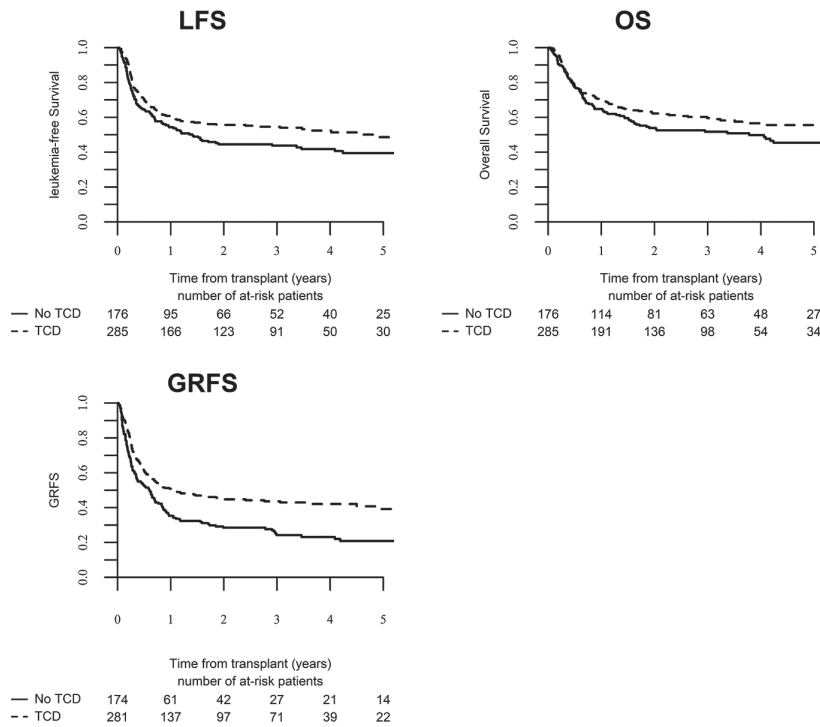 LFS
leukemia-free Survival
1.0
0.8
0.6
0.4
0.2
0.0
0 1 2 3 4 5
Time from transplant (years)
number of at-risk patients
No TCD 176 95 66 52 40 25
TCD 285 166 123 91 50 30
OS
Overall Survival
1.0
0.8
0.6
0.4
0.2
0.0
0 1 2 3 4 5
Time from transplant (years)
number of at-risk patients
No TCD 176 114 81 63 48 27
TCD 285 191 136 98 54 34
GRFS
GRFS
1.0
0.8
0.6
0.4
0.2
0.0
0 1 2 3 4 5
Time from transplant (years)
number of at-risk patients
No TCD 174 61 42 27 21 14
TCD 281 137 97 71 39 22